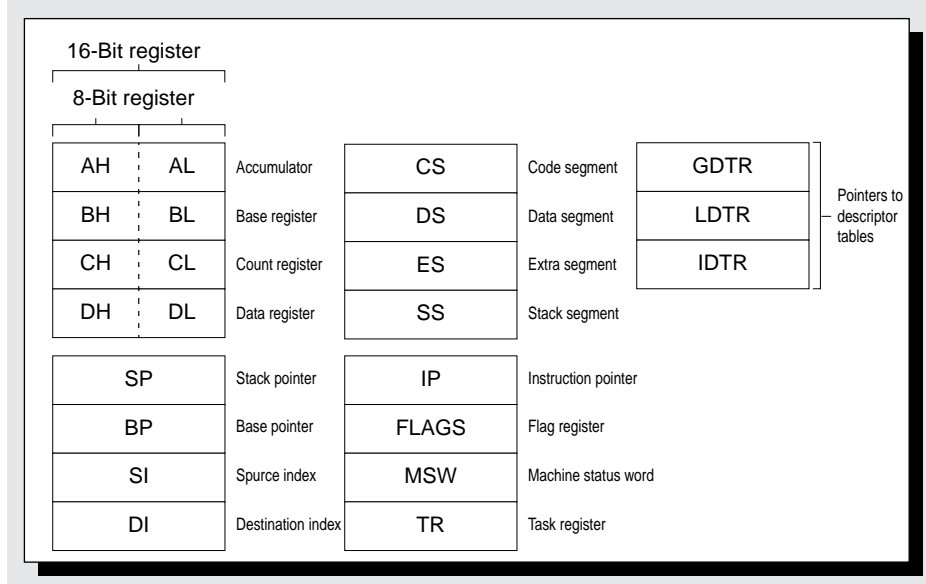 16-Bit register
8-Bit register
AH AL Accumulator CS Code segment GDTR
BH BL Base register DS Data segment LDTR
CH CL Count register ES Extra segment IDTR
Pointers to
descriptor
tables
DH DL Data register SS Stack segment
SP Stack pointer IP Instruction pointer
BP Base pointer FLAGS Flag register
SI Spurce index MSW Machine status word
DI Destination index TR Task register